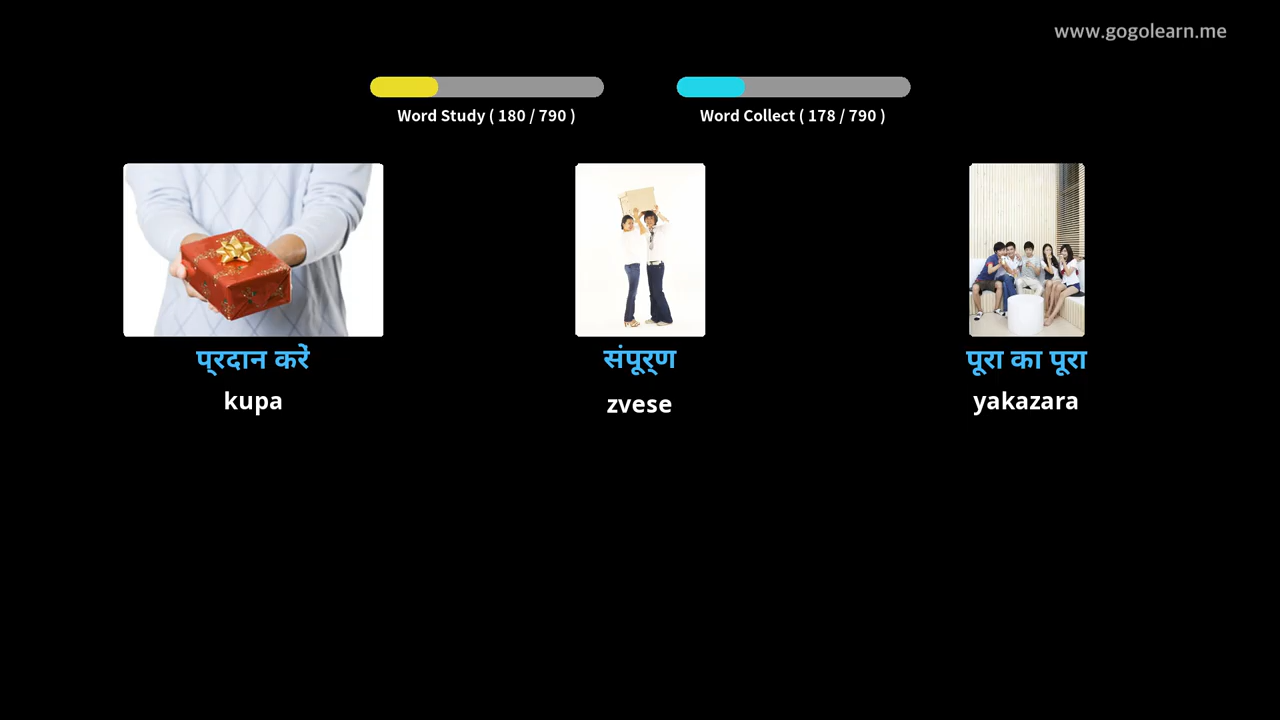 www.gogolearn.me
Word Study ( 180 / 790 )
Word Collect ( 178 / 790 )
प्रदान करें
संपूर्ण
पूरा का पूरा
kupa
zvese
yakazara